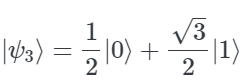 |ψ₃⟩ = 1/2|0⟩ + √3/2|1⟩